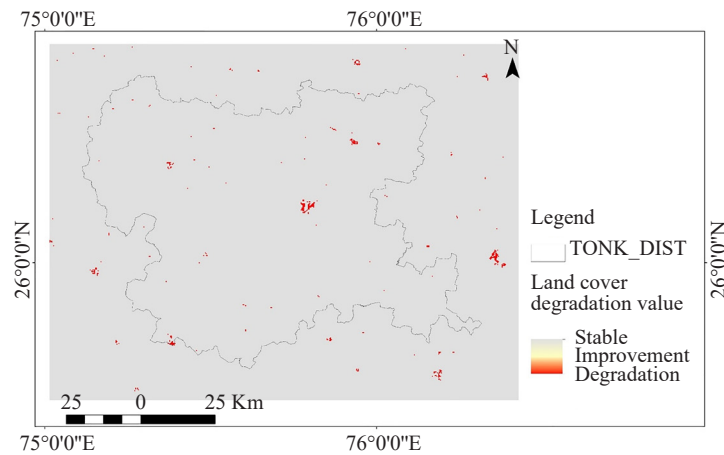 75°0'0"E
76°0'0"E
N
26°0'0"N
26°0'0"N
Legend
TONK_DIST
Land cover
degradation value
Stable
Improvement
Degradation
25
0
25 Km
75°0'0"E
76°0'0"E